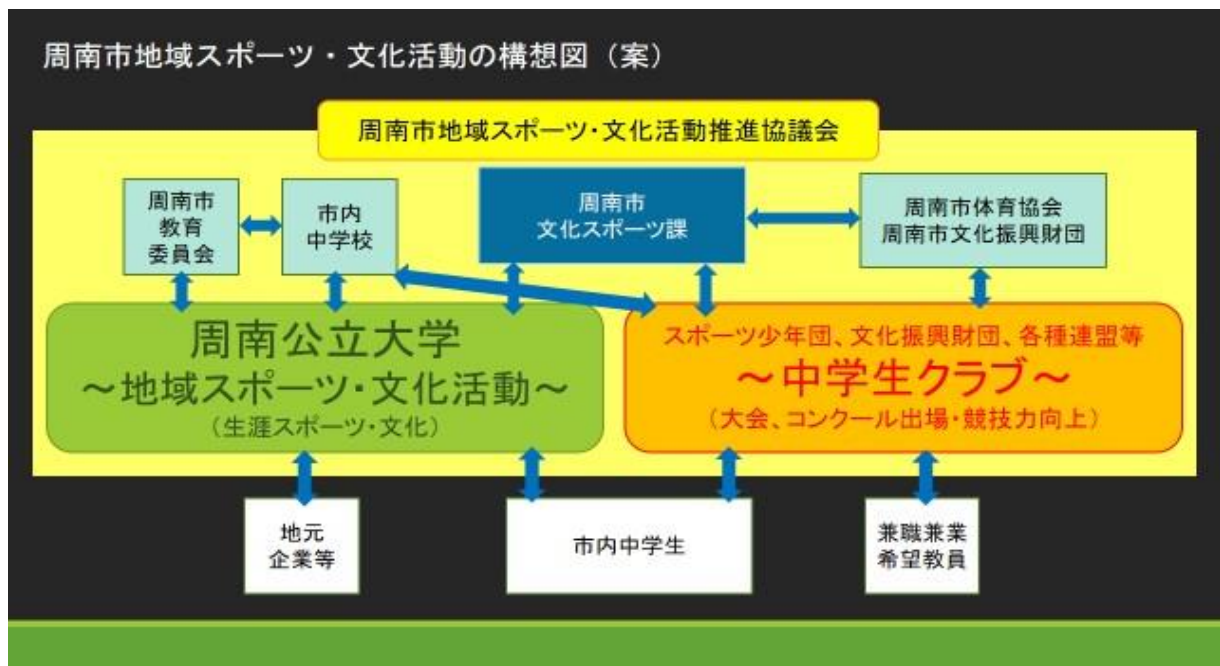 周南市地域スポーツ・文化活動の構想図（案）
周南市地域スポーツ・文化活動推進協議会
周南市
教育
委員会
市内
中学校
周南市
文化スポーツ課
周南市体育協会
周南市文化振興財団
周南公立大学
～地域スポーツ・文化活動～
（生涯スポーツ・文化）
スポーツ少年団、文化振興財団、各種連盟等
～中学生クラブ～
（大会、コンクール出場・競技力向上）
地元
企業等
市内中学生
兼職兼業
希望教員